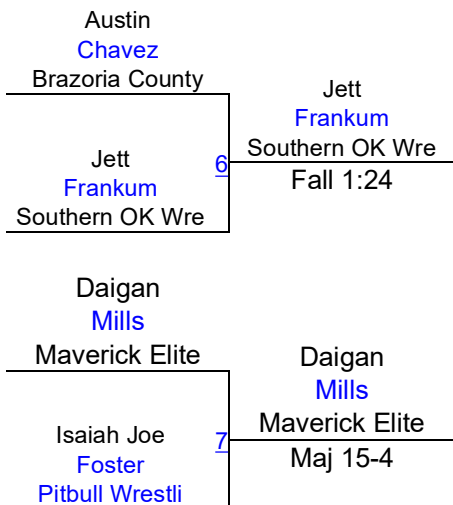 Austin
Chavez
Brazoria County
Jett
Frankum
Southern OK Wre
6
Jett
Frankum
Southern OK Wre
Fall 1:24
Daigan
Mills
Maverick Elite
Isaiah Joe
Foster
Pitbull Wrestli
7
Daigan
Mills
Maverick Elite
Maj 15-4